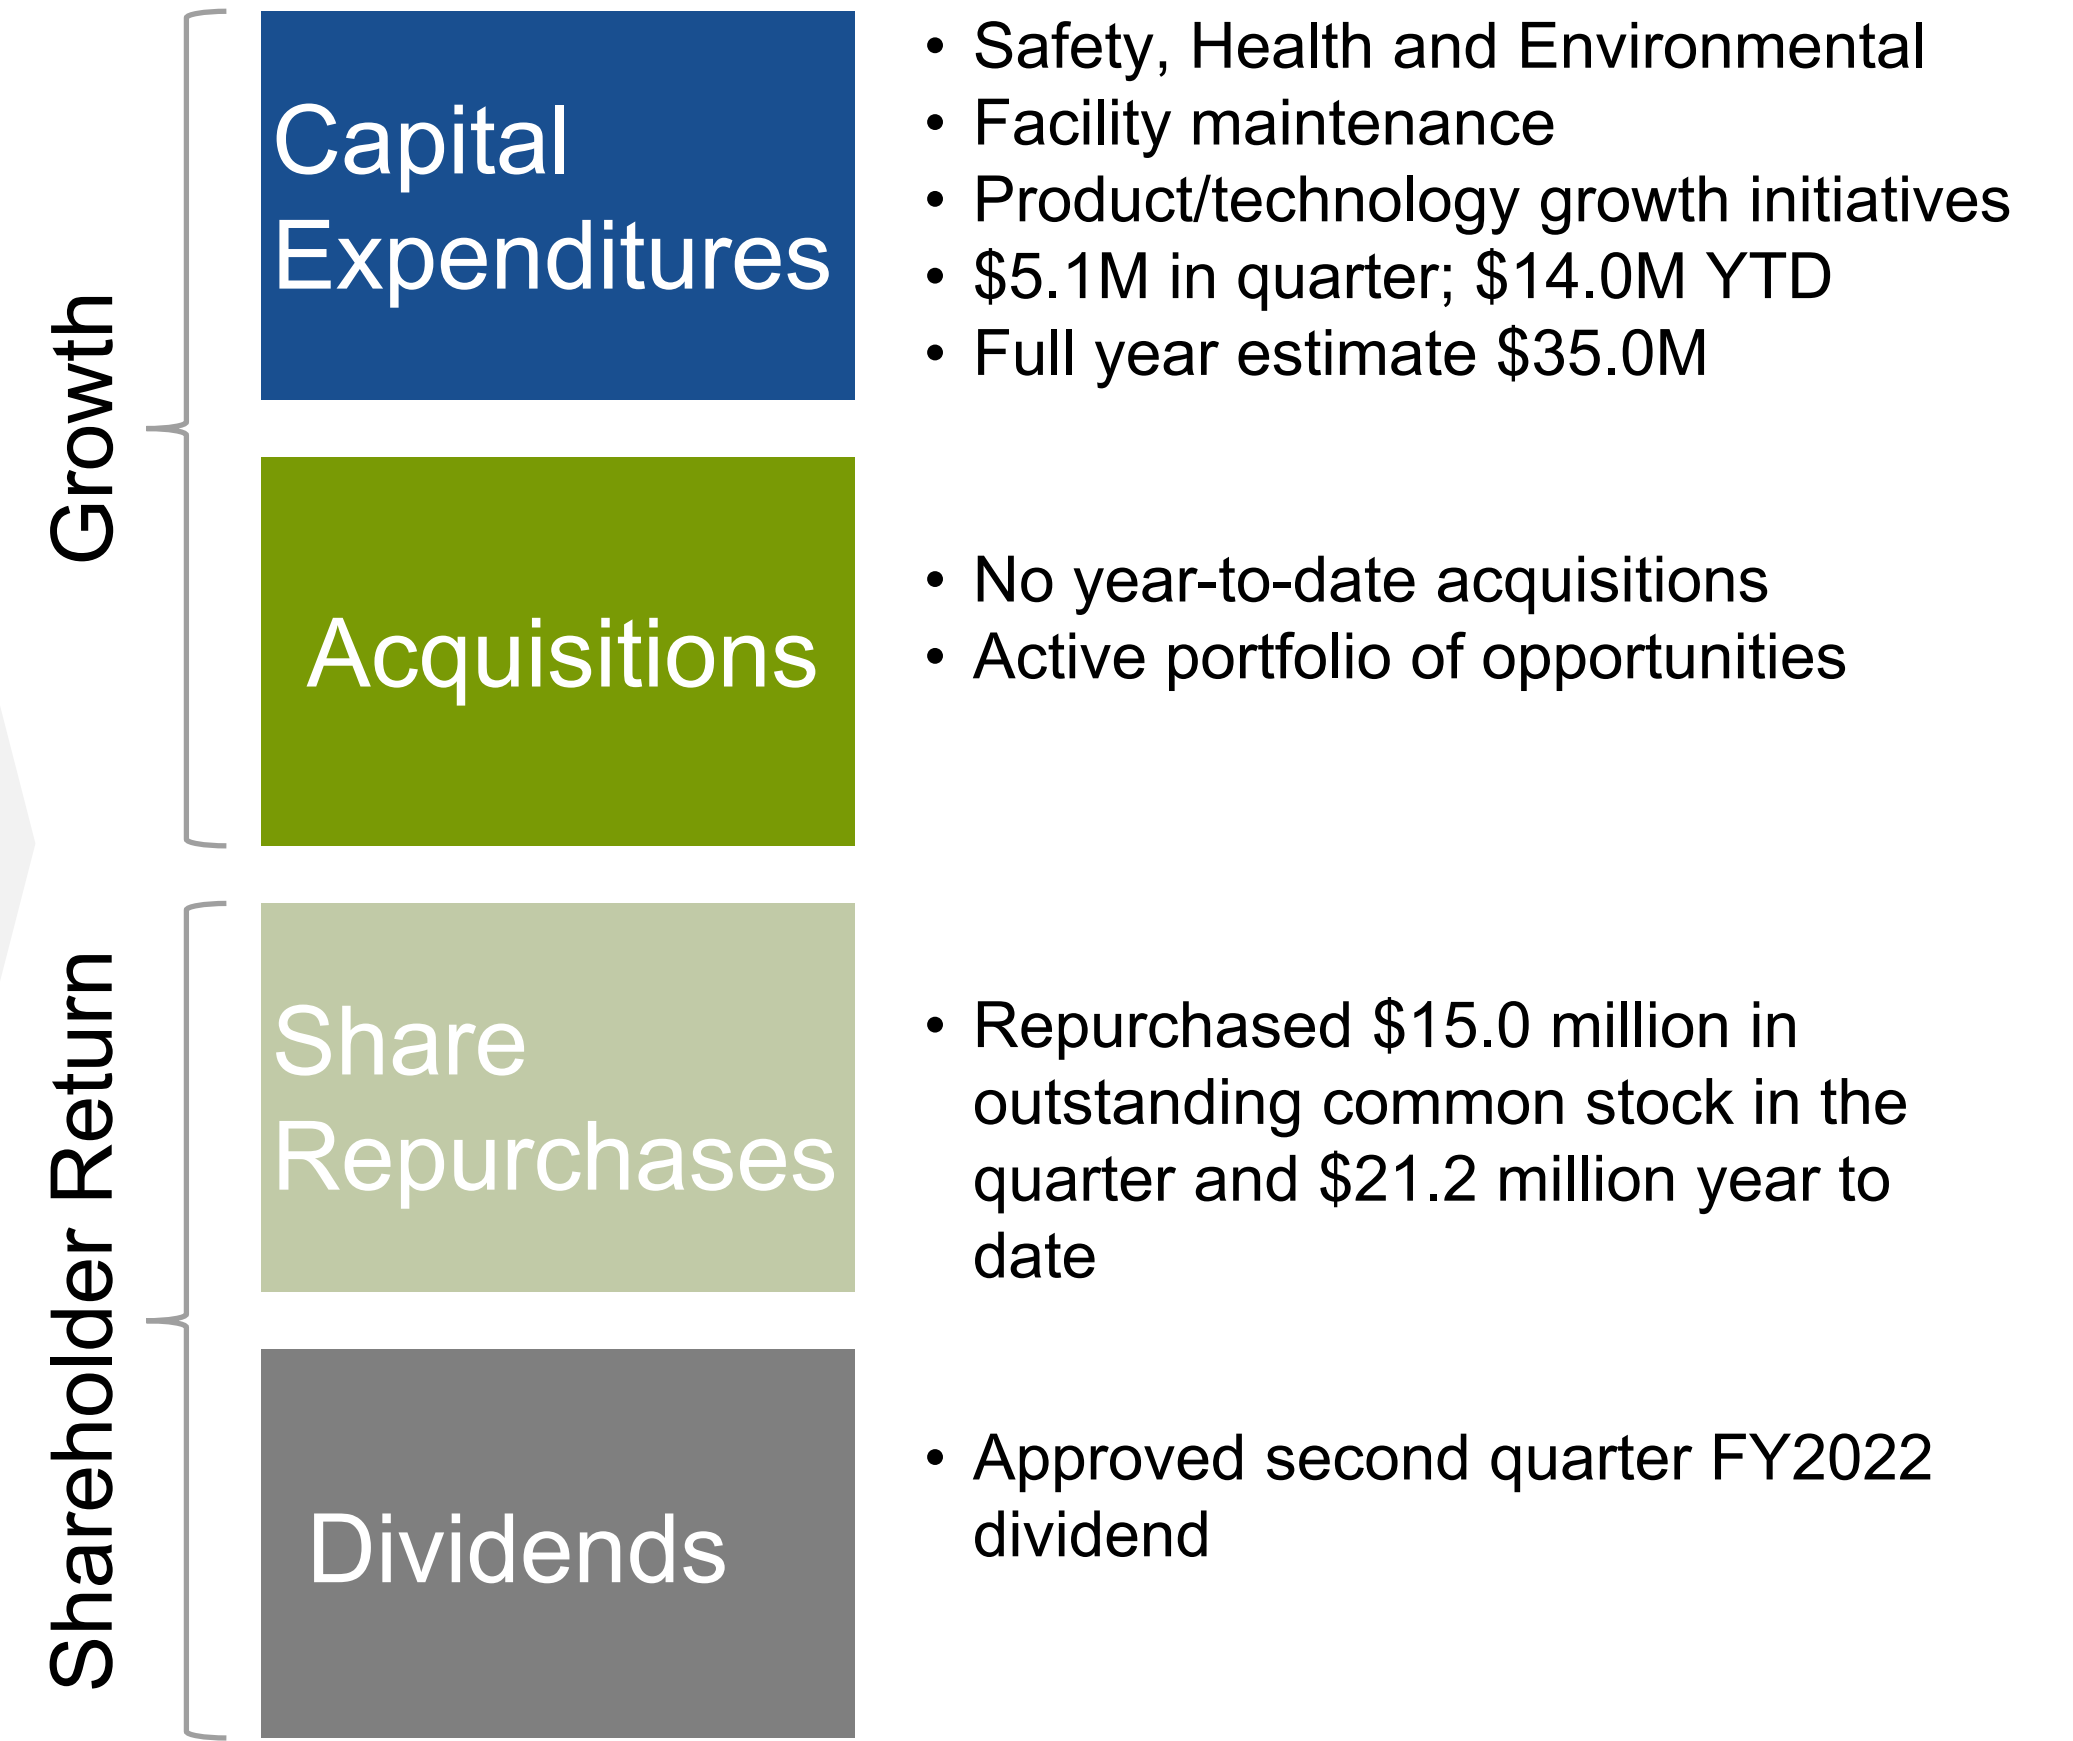 Growth
Capital
Expenditures
• Safety, Health and Environmental
• Facility maintenance
• Product/technology growth initiatives
• $5.1M in quarter; $14.0M YTD
• Full year estimate $35.0M
Acquisitions
• No year-to-date acquisitions
• Active portfolio of opportunities
Shareholder Return
Share
Repurchases
• Repurchased $15.0 million in
outstanding common stock in the
quarter and $21.2 million year to
date
Dividends
• Approved second quarter FY2022
dividend